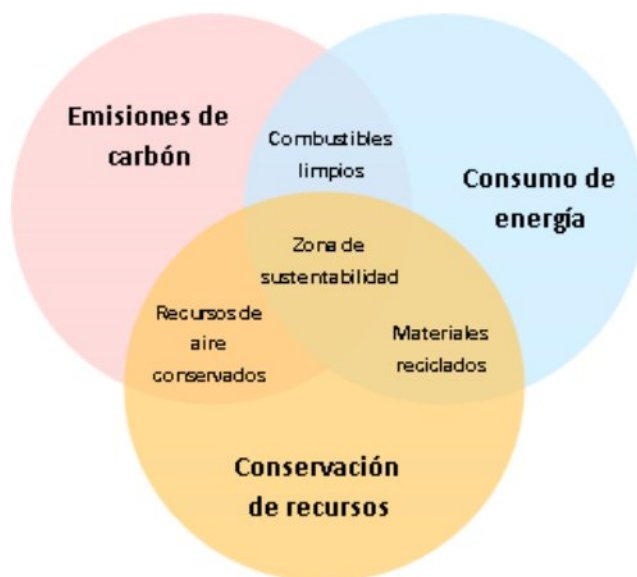 Emisiones de
carbón
Combustibles
limpios
Consumo de
energía
Zona de
sustentabilidad
Recursos de
aire
conservados
Materiales
reciclados
Conservación
de recursos